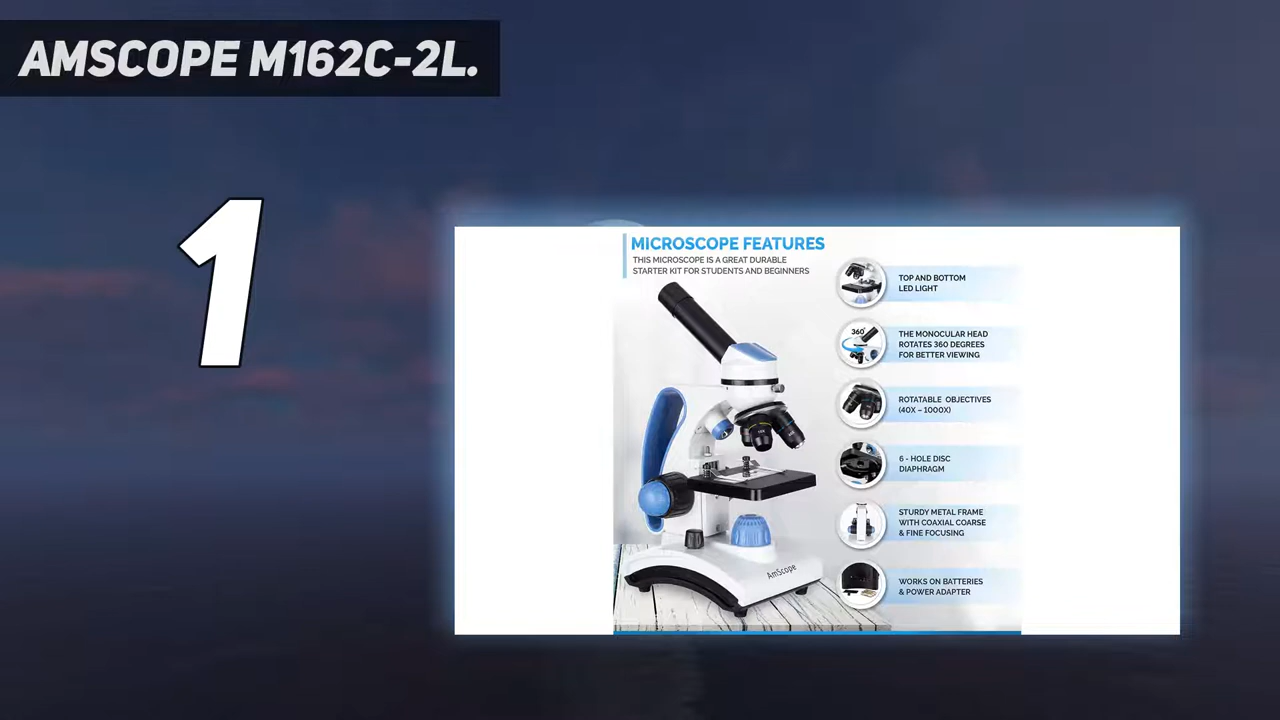 AMSCOPE M162C-2L.
1
MICROSCOPE FEATURES
THIS MICROSCOPE IS A GREAT DURABLE
STARTER KIT FOR STUDENTS AND BEGINNERS
TOP AND BOTTOM
LED LIGHT
360°
THE MONOCULAR HEAD
ROTATES 360 DEGREES
FOR BETTER VIEWING
ROTATABLE OBJECTIVES
(40X – 1000X)
6 - HOLE DISC
DIAPHRAGM
STURDY METAL FRAME
WITH COAXIAL COARSE
& FINE FOCUSING
WORKS ON BATTERIES
& POWER ADAPTER
AmScope